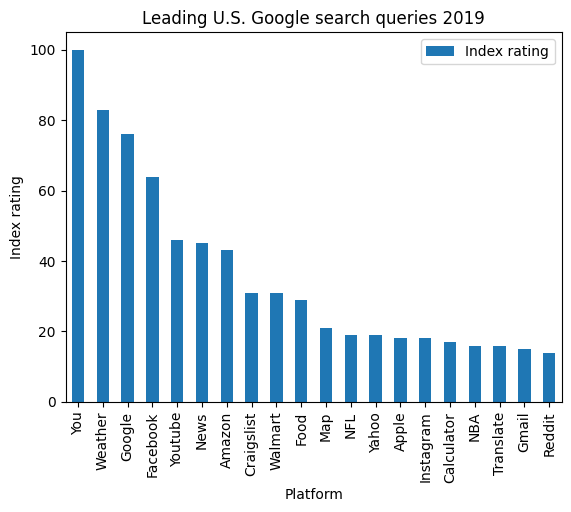 Leading U.S. Google search queries 2019
Index rating
Index rating
100
80
60
40
20
0
You
Weather
Google
Facebook
Youtube
News
Amazon
Craigslist
Walmart
Food
Map
NFL
Yahoo
Apple
Instagram
Calculator
NBA
Translate
Gmail
Reddit
Platform